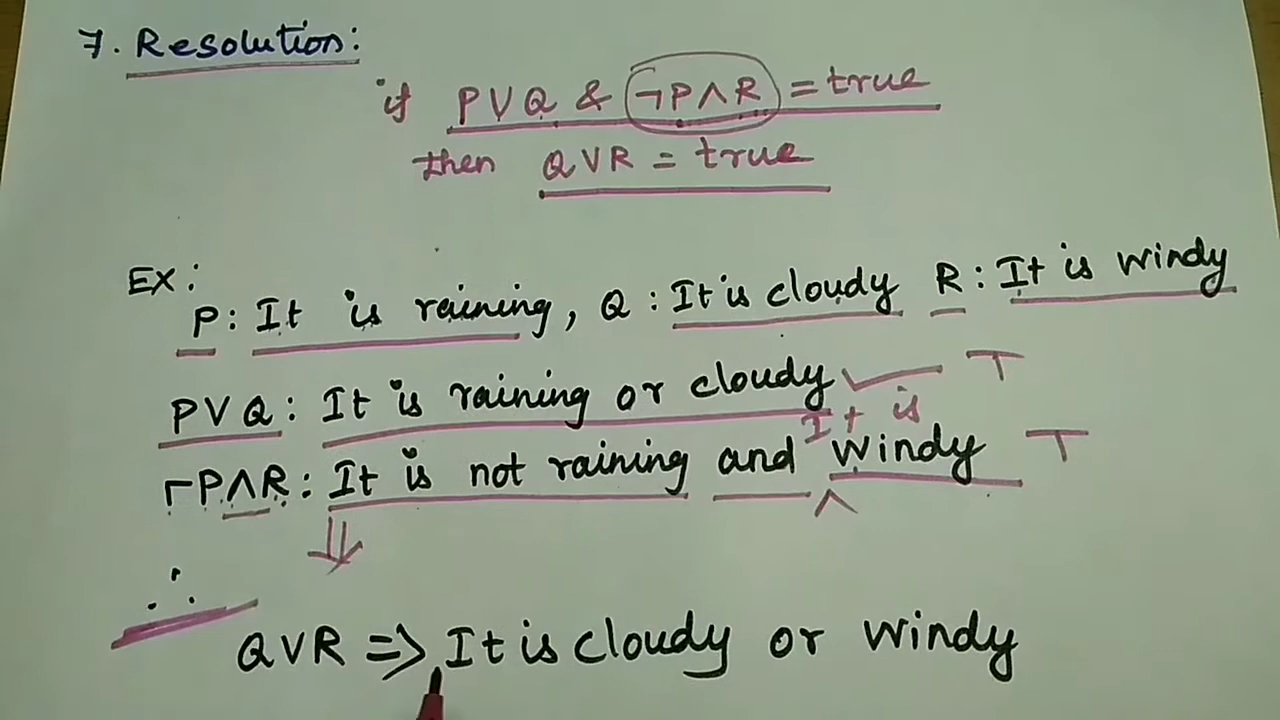 7. Resolution:
if P∨Q & ¬P∧R = true
then Q∨R = true
Ex:
P: It is raining, Q: It is cloudy R: It is windy
P∨Q: It is raining or cloudy ✓ T
It is
¬P∧R: It is not raining and ^ windy T
⇓
∴
Q∨R => It is cloudy or windy